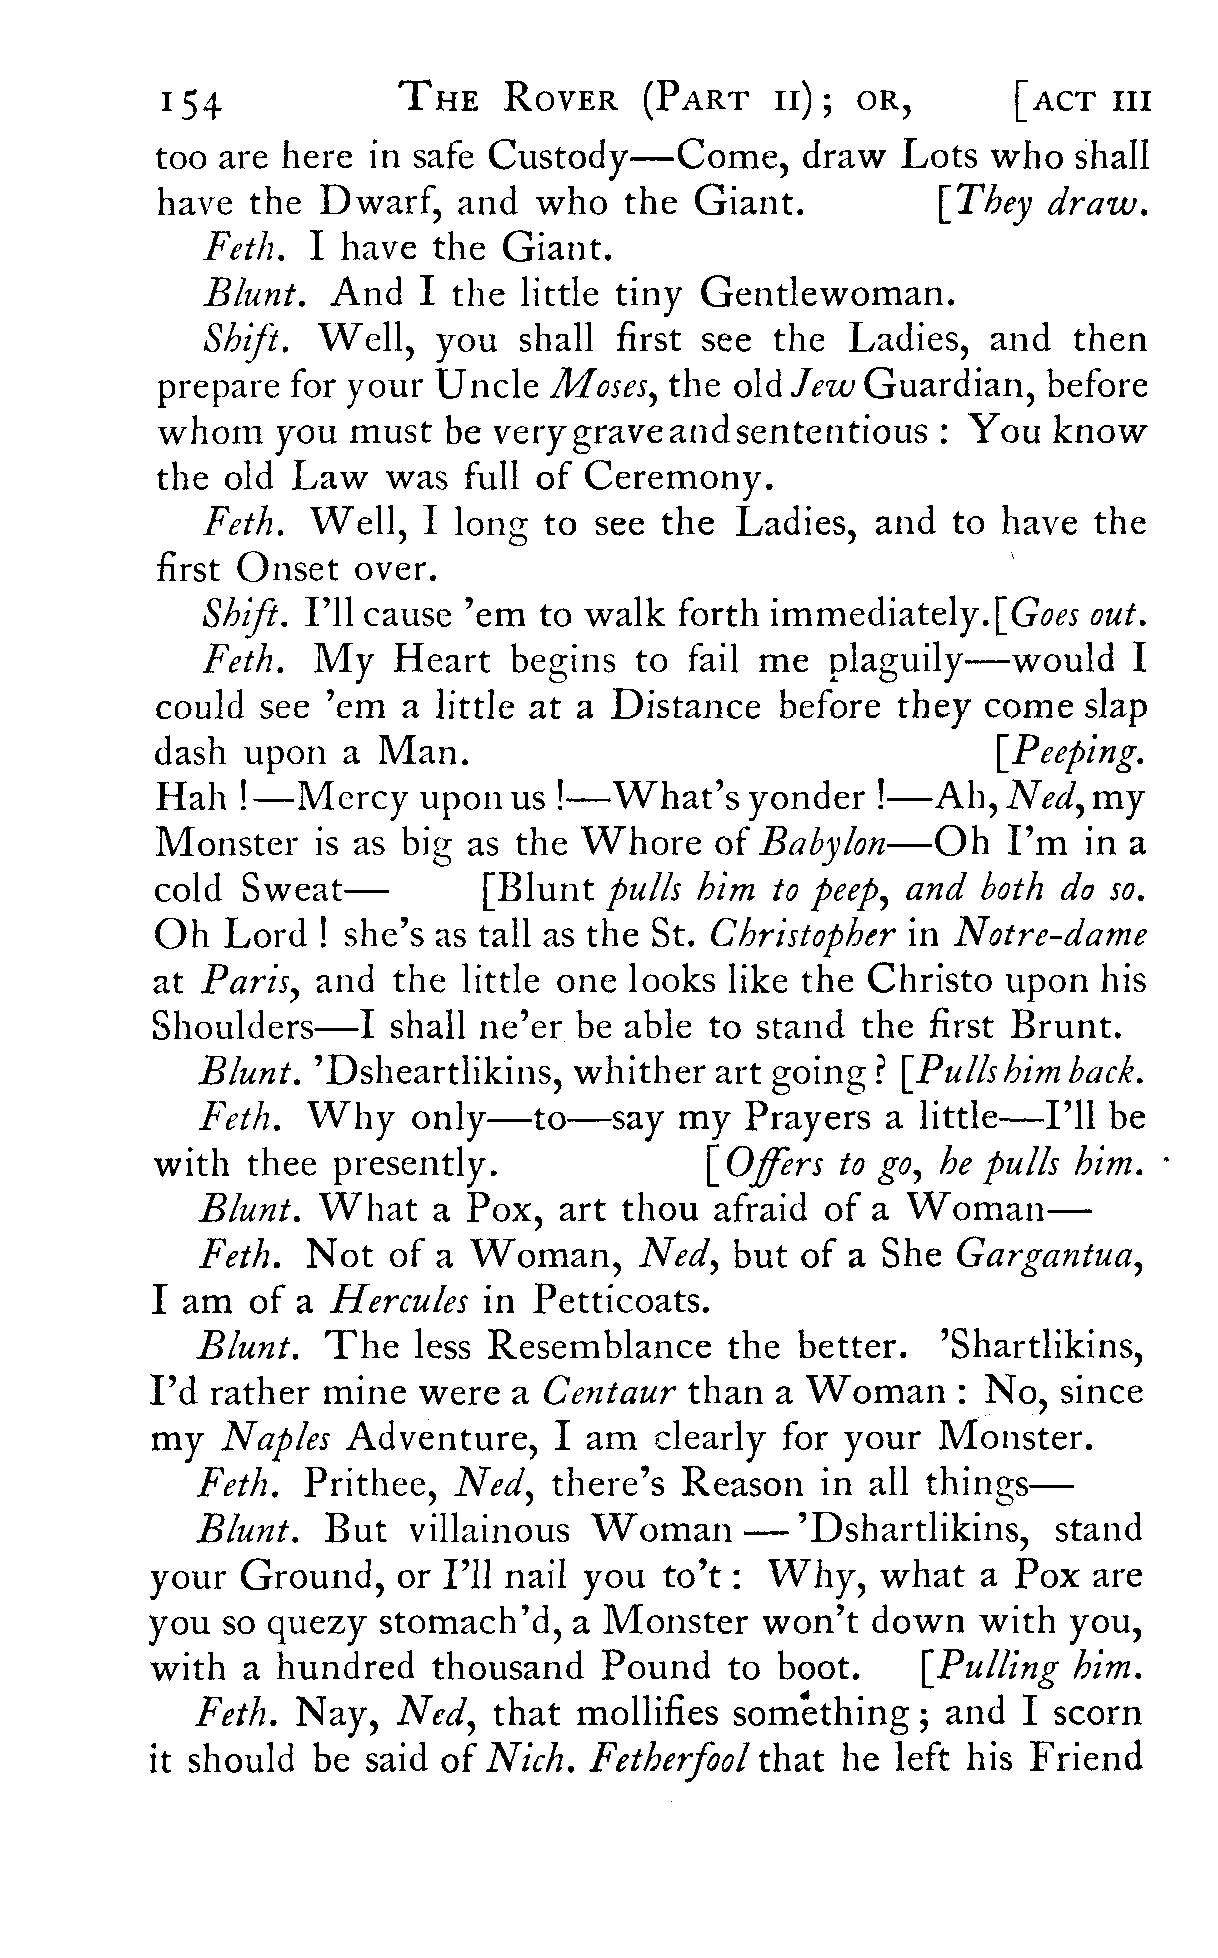 154 THE ROVER (PART II); OR, [ACT III
too are here in safe Custody—Come, draw Lots who shall
have the Dwarf, and who the Giant. [They draw.
Feth. I have the Giant.
Blunt. And I the little tiny Gentlewoman.
Shift. Well, you shall first see the Ladies, and then
prepare for your Uncle Moses, the old Jew Guardian, before
whom you must be very grave and sententious : You know
the old Law was full of Ceremony.
Feth. Well, I long to see the Ladies, and to have the
first Onset over.
Shift. I'll cause 'em to walk forth immediately.[Goes out.
Feth. My Heart begins to fail me plaguily—would I
could see 'em a little at a Distance before they come slap
dash upon a Man. [Peeping.
Hah !—Mercy upon us !—What's yonder !—Ah, Ned, my
Monster is as big as the Whore of Babylon—Oh I'm in a
cold Sweat— [Blunt pulls him to peep, and both do so.
Oh Lord ! she's as tall as the St. Christopher in Notre-dame
at Paris, and the little one looks like the Christo upon his
Shoulders—I shall ne'er be able to stand the first Brunt.
Blunt. 'Dsheartlikins, whither art going ? [Pulls him back.
Feth. Why only—to—say my Prayers a little—I'll be
with thee presently. [Offers to go, he pulls him.
Blunt. What a Pox, art thou afraid of a Woman—
Feth. Not of a Woman, Ned, but of a She Gargantua,
I am of a Hercules in Petticoats.
Blunt. The less Resemblance the better. 'Shartlikins,
I'd rather mine were a Centaur than a Woman : No, since
my Naples Adventure, I am clearly for your Monster.
Feth. Prithee, Ned, there's Reason in all things—
Blunt. But villainous Woman — 'Dshartlikins, stand
your Ground, or I'll nail you to't : Why, what a Pox are
you so quezy stomach'd, a Monster won't down with you,
with a hundred thousand Pound to boot. [Pulling him.
Feth. Nay, Ned, that mollifies something ; and I scorn
it should be said of Nich. Fetherfool that he left his Friend